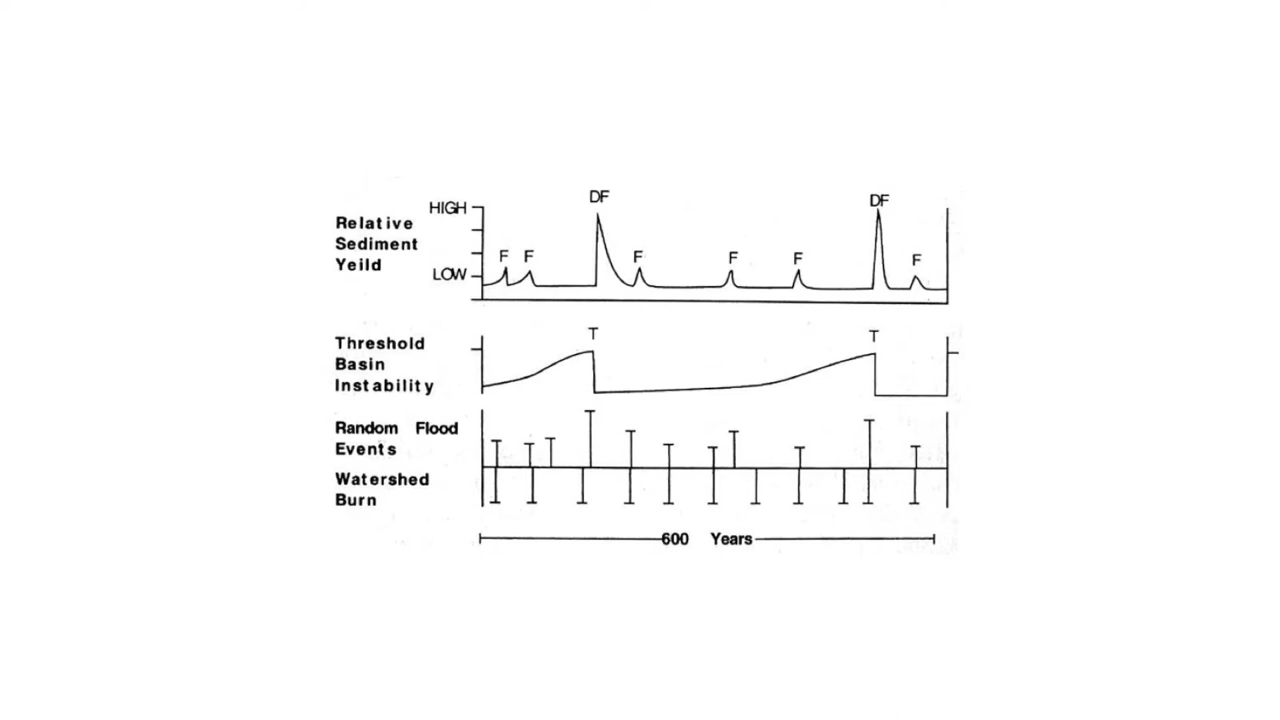 DF
DF
HIGH
Relative
Sediment
Yeild
F F F F F F
LOW
Threshold
Basin
Instability
T
T
Random Flood
Events
Watershed
Burn
600 Years